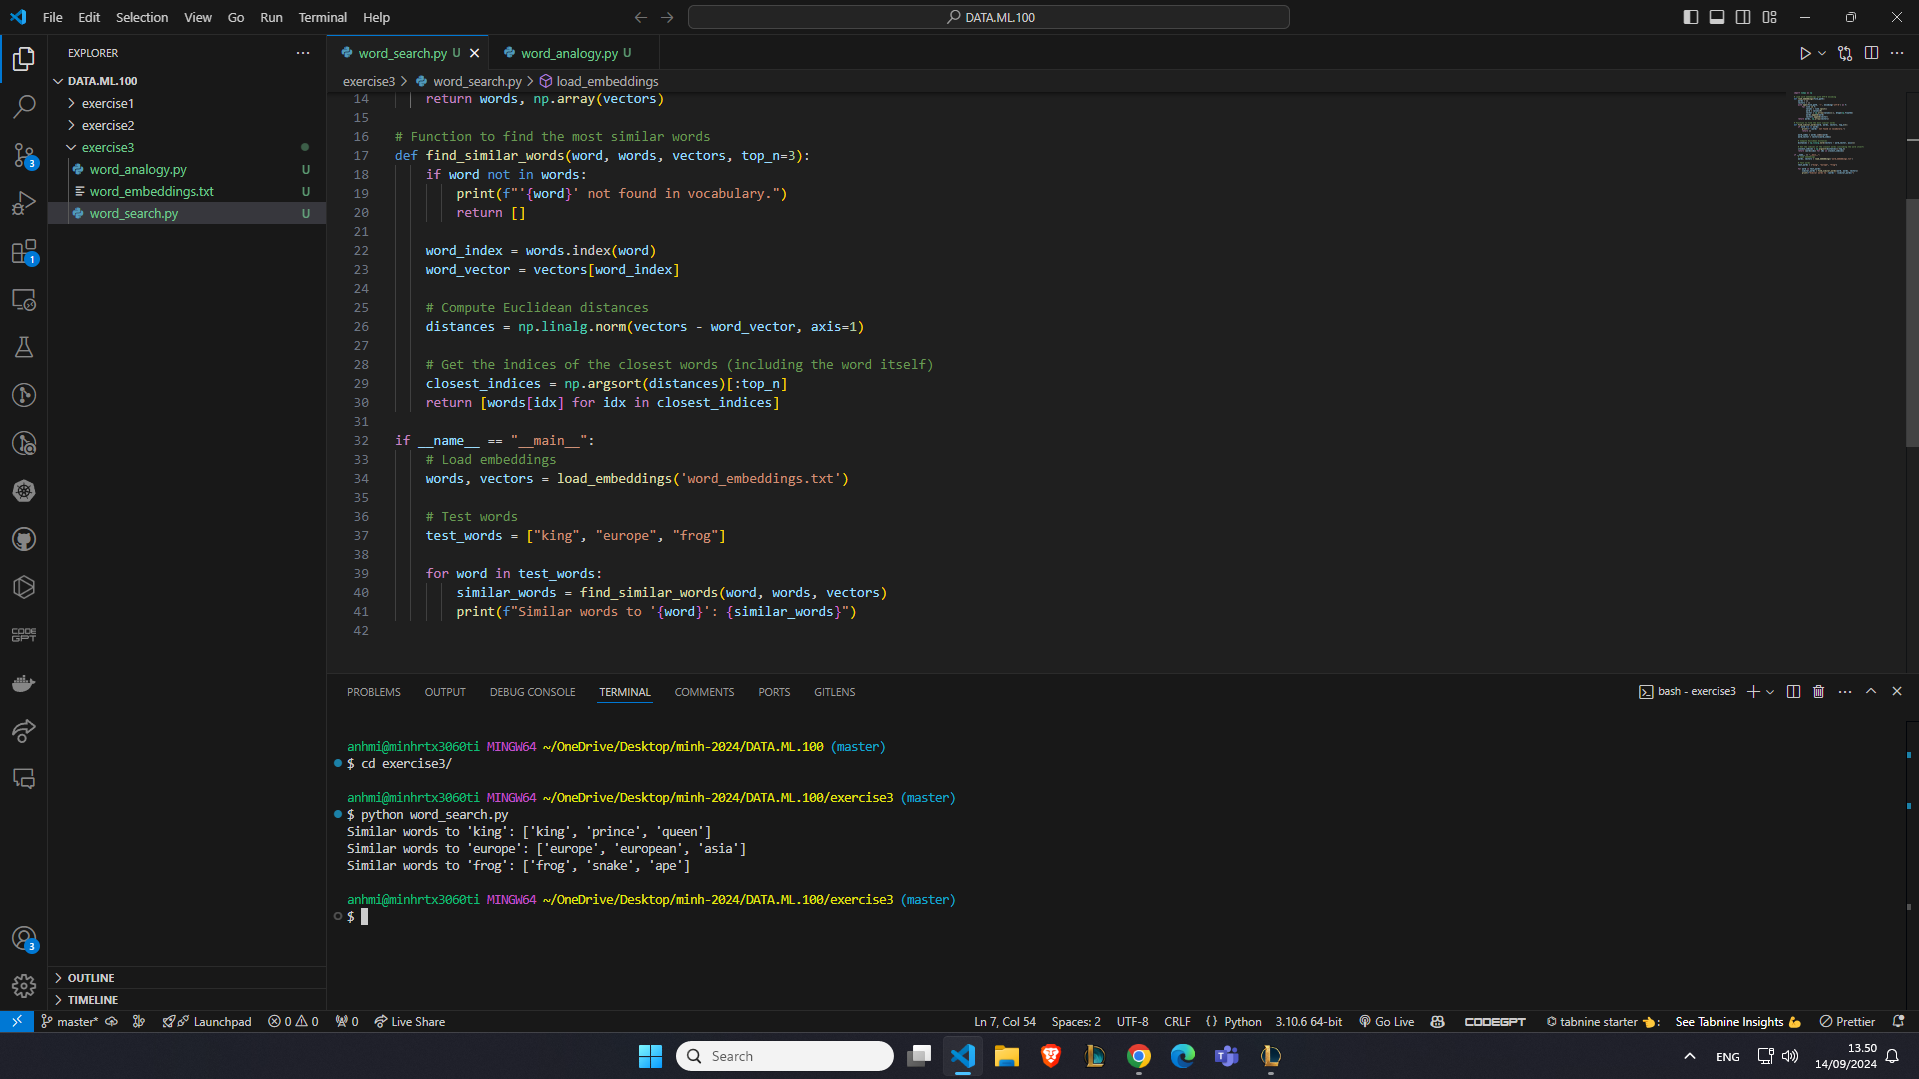 File Edit Selection View Go Run Terminal Help
DATA.ML.100
EXPLORER
DATA.ML.100
exercise1
exercise2
exercise3
word_analogy.py U
word_embeddings.txt U
word_search.py U
OUTLINE
TIMELINE
word_search.py U
word_analogy.py U
exercise3 > word_search.py > load_embeddings
14 return words, np.array(vectors)
15
16 # Function to find the most similar words
17 def find_similar_words(word, words, vectors, top_n=3):
18 if word not in words:
19 print(f"'{word}' not found in vocabulary.")
20 return []
21
22 word_index = words.index(word)
23 word_vector = vectors[word_index]
24
25 # Compute Euclidean distances
26 distances = np.linalg.norm(vectors - word_vector, axis=1)
27
28 # Get the indices of the closest words (including the word itself)
29 closest_indices = np.argsort(distances)[:top_n]
30 return [words[idx] for idx in closest_indices]
31
32 if __name__ == "__main__":
33 # Load embeddings
34 words, vectors = load_embeddings('word_embeddings.txt')
35
36 # Test words
37 test_words = ["king", "europe", "frog"]
38
39 for word in test_words:
40 similar_words = find_similar_words(word, words, vectors)
41 print(f"Similar words to '{word}': {similar_words}")
42
PROBLEMS OUTPUT DEBUG CONSOLE TERMINAL COMMENTS PORTS GITLENS
bash - exercise3
anhmi@minhrtx3060ti MINGW64 ~/OneDrive/Desktop/minh-2024/DATA.ML.100 (master)
$ cd exercise3/
anhmi@minhrtx3060ti MINGW64 ~/OneDrive/Desktop/minh-2024/DATA.ML.100/exercise3 (master)
$ python word_search.py
Similar words to 'king': ['king', 'prince', 'queen']
Similar words to 'europe': ['europe', 'european', 'asia']
Similar words to 'frog': ['frog', 'snake', 'ape']
anhmi@minhrtx3060ti MINGW64 ~/OneDrive/Desktop/minh-2024/DATA.ML.100/exercise3 (master)
$
3
1
CODE
GPT
3
master* Launchpad 0 0 0 Live Share
Ln 7, Col 54 Spaces: 2 UTF-8 CRLF { } Python 3.10.6 64-bit Go Live CODEGPT tabnine starter 👈: See Tabnine Insights 💪 Prettier
Search
ENG
13.50
14/09/2024